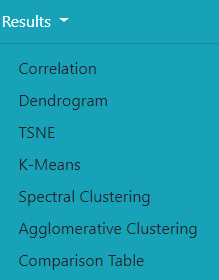 Results
Correlation
Dendrogram
TSNE
K-Means
Spectral Clustering
Agglomerative Clustering
Comparison Table